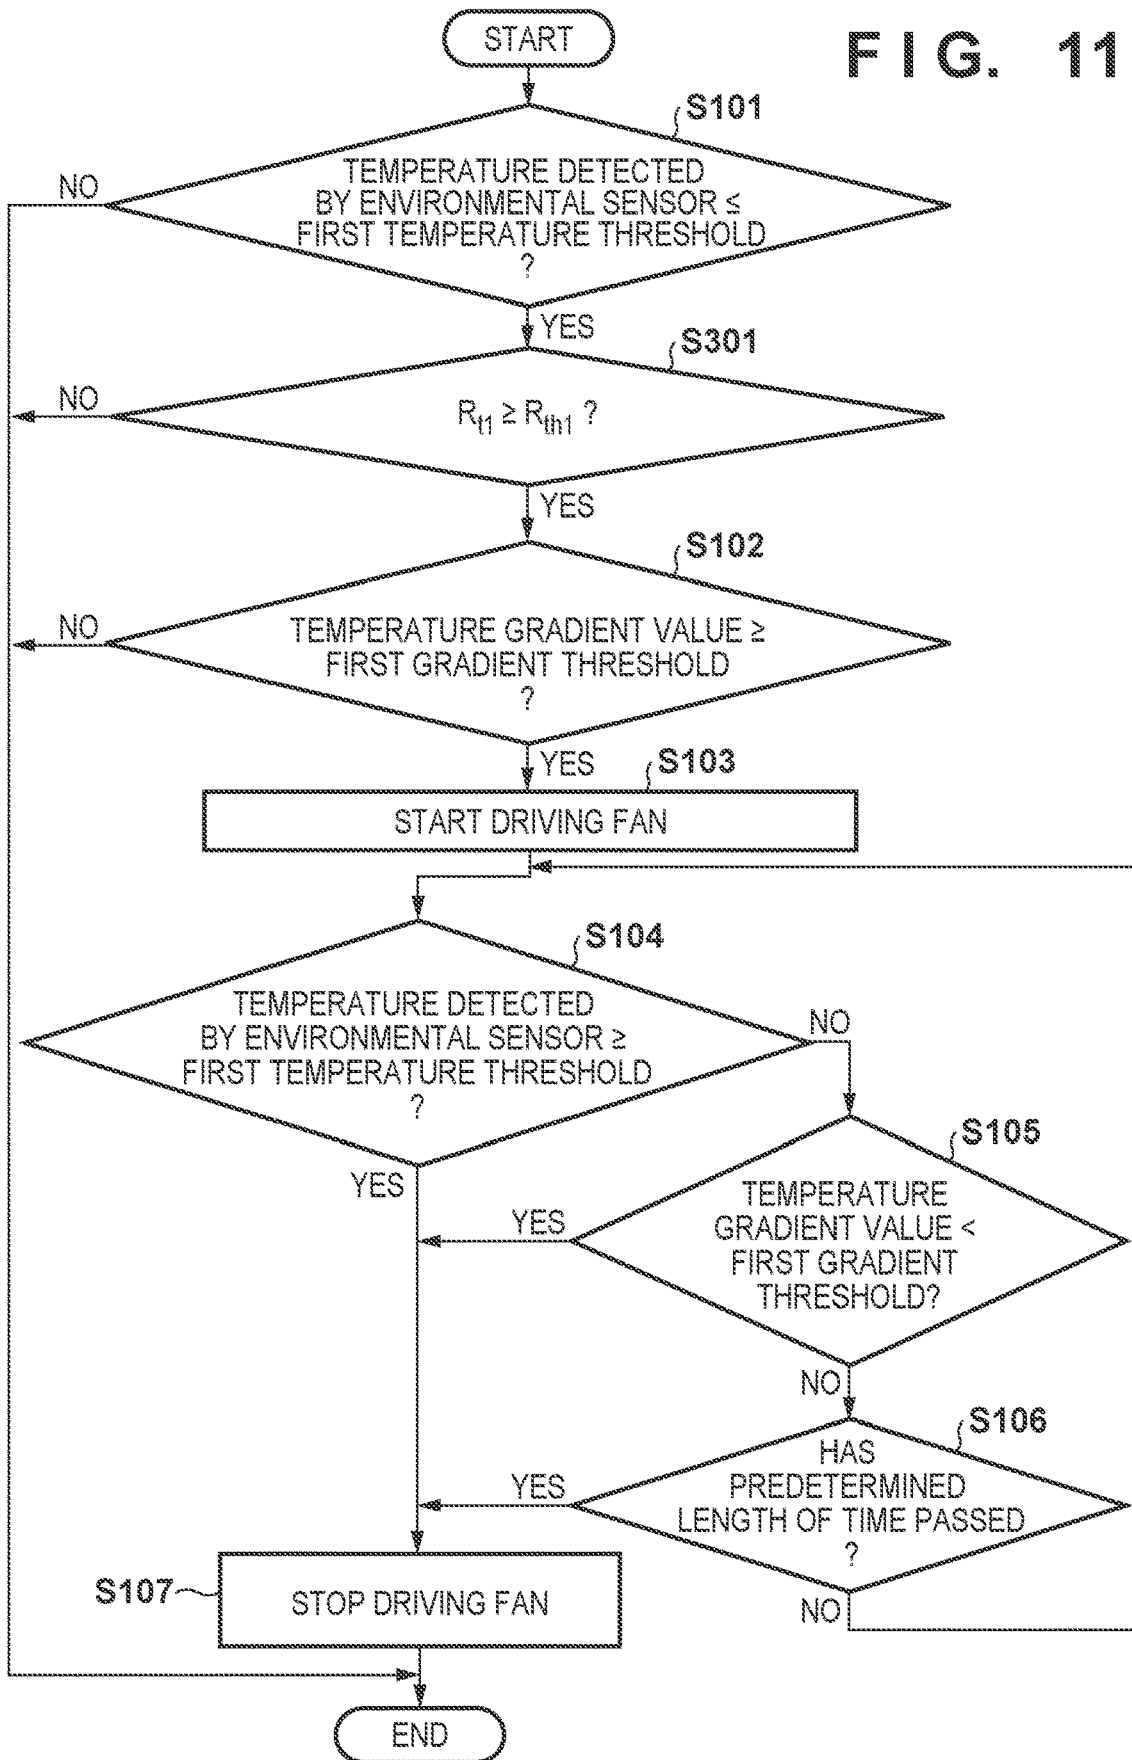 START
FIG. 11
S101
TEMPERATURE DETECTED
BY ENVIRONMENTAL SENSOR ≤
FIRST TEMPERATURE THRESHOLD
?
NO
YES
S301
R_{t1} ≥ R_{th1} ?
NO
YES
S102
TEMPERATURE GRADIENT VALUE ≥
FIRST GRADIENT THRESHOLD
?
NO
YES
S103
START DRIVING FAN
S104
TEMPERATURE DETECTED
BY ENVIRONMENTAL SENSOR ≥
FIRST TEMPERATURE THRESHOLD
?
NO
YES
S105
TEMPERATURE
GRADIENT VALUE <
FIRST GRADIENT
THRESHOLD?
YES
NO
S106
HAS
PREDETERMINED
LENGTH OF TIME PASSED
?
YES
NO
S107
STOP DRIVING FAN
END